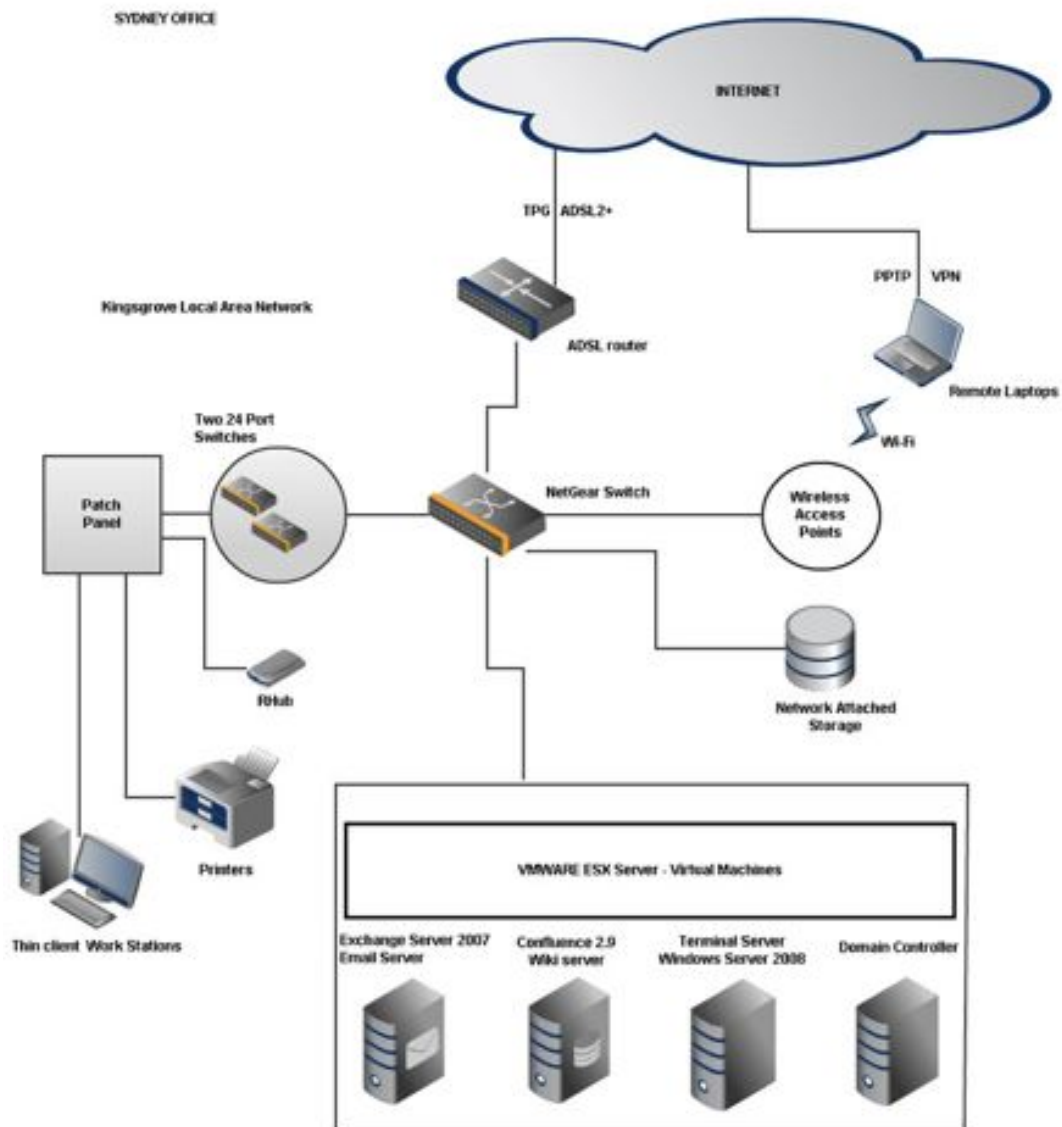 SYDNEY OFFICE
INTERNET
TPG ADSL2+
PPTP VPN
Kingsgrove Local Area Network
ADSL router
Remote Laptops
Two 24 Port
Switches
Wi-Fi
NetGear Switch
Patch
Panel
Wireless
Access
Points
RHub
Network Attached
Storage
Printers
VMWARE ESX Server - Virtual Machines
Thin client Work Stations
Exchange Server 2007
Email Server
Confluence 2.9
Wiki server
Terminal Server
Windows Server 2008
Domain Controller